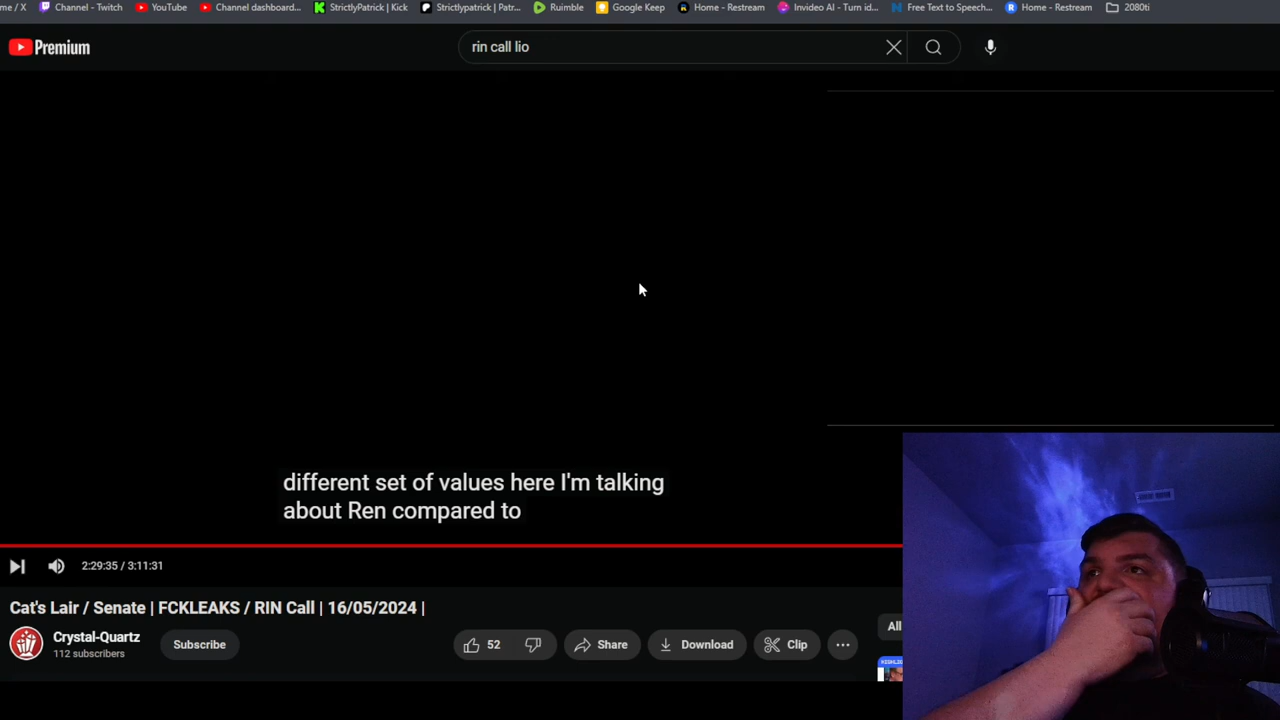 me / X
Channel - Twitch
YouTube
Channel dashboard...
StrictlyPatrick | Kick
Strictlypatrick | Patr...
Rumble
Google Keep
Home - Restream
Invideo AI - Turn id...
Free Text to Speech...
Home - Restream
2080ti
Premium
rin call lio
different set of values here I'm talking
about Ren compared to
2:29:35 / 3:11:31
Cat's Lair / Senate | FCKLEAKS / RIN Call | 16/05/2024 |
All
Crystal-Quartz
112 subscribers
Subscribe
52
Share
Download
Clip